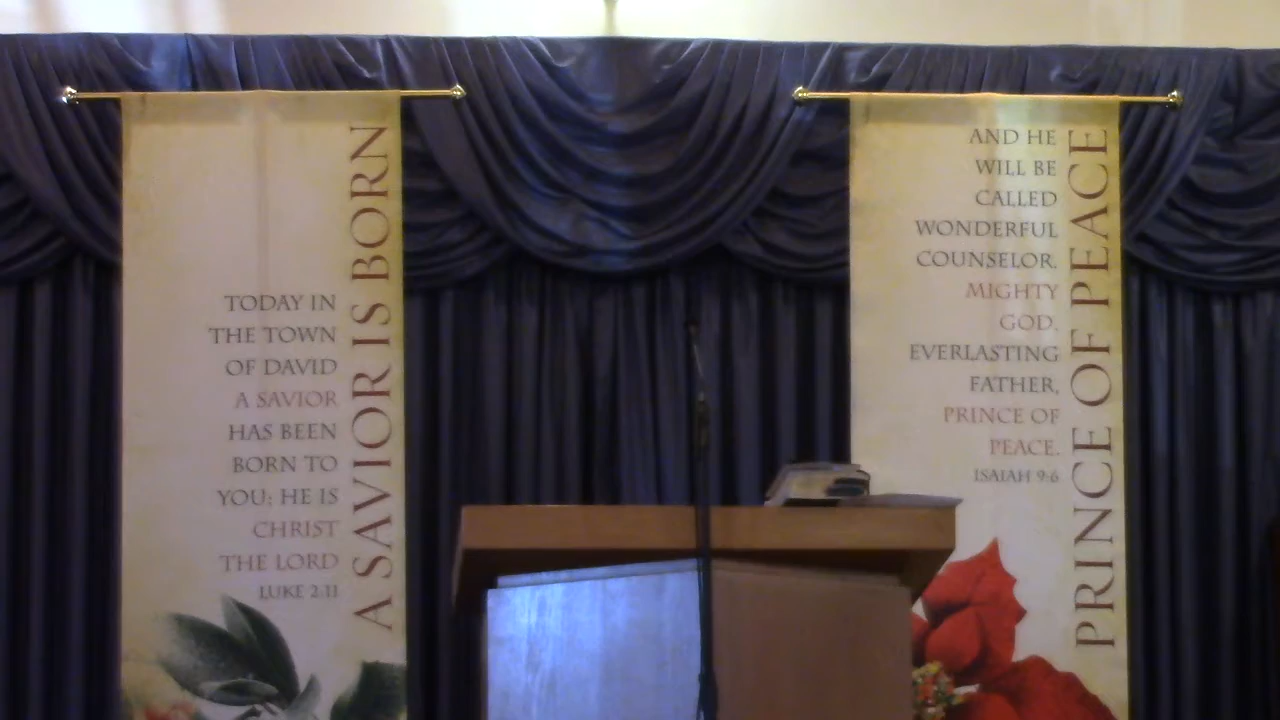 TODAY IN
THE TOWN
OF DAVID
A SAVIOR
HAS BEEN
BORN TO
YOU; HE IS
CHRIST
THE LORD
LUKE 2.11
A SAVIOR IS BORN
AND HE
WILL BE
CALLED
WONDERFUL
COUNSELOR,
MIGHTY
GOD,
EVERLASTING
FATHER,
PRINCE OF
PEACE.
ISAIAH 9:6
PRINCE OF PEACE